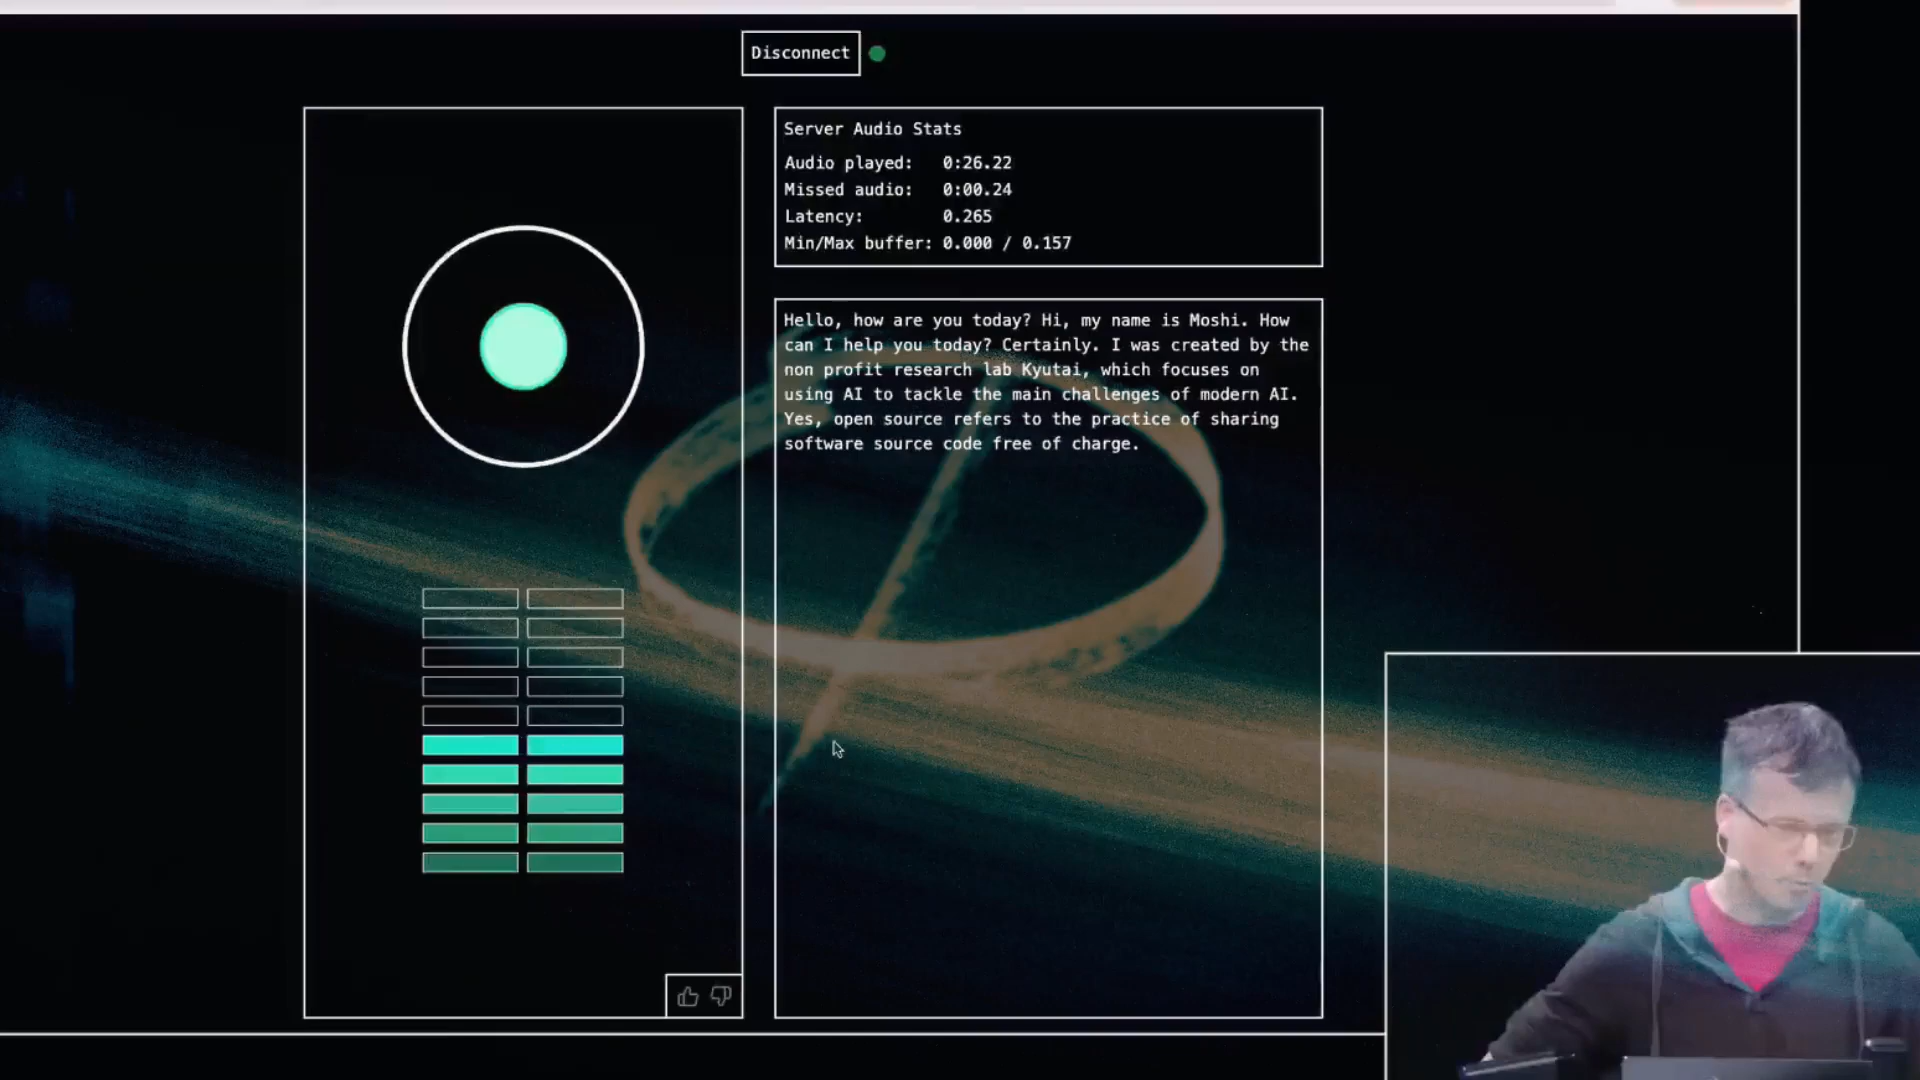 Disconnect
Server Audio Stats
Audio played: 0:26.22
Missed audio: 0:00.24
Latency: 0.265
Min/Max buffer: 0.000 / 0.157
Hello, how are you today? Hi, my name is Moshi. How
can I help you today? Certainly. I was created by the
non profit research lab Kyutai, which focuses on
using AI to tackle the main challenges of modern AI.
Yes, open source refers to the practice of sharing
software source code free of charge.